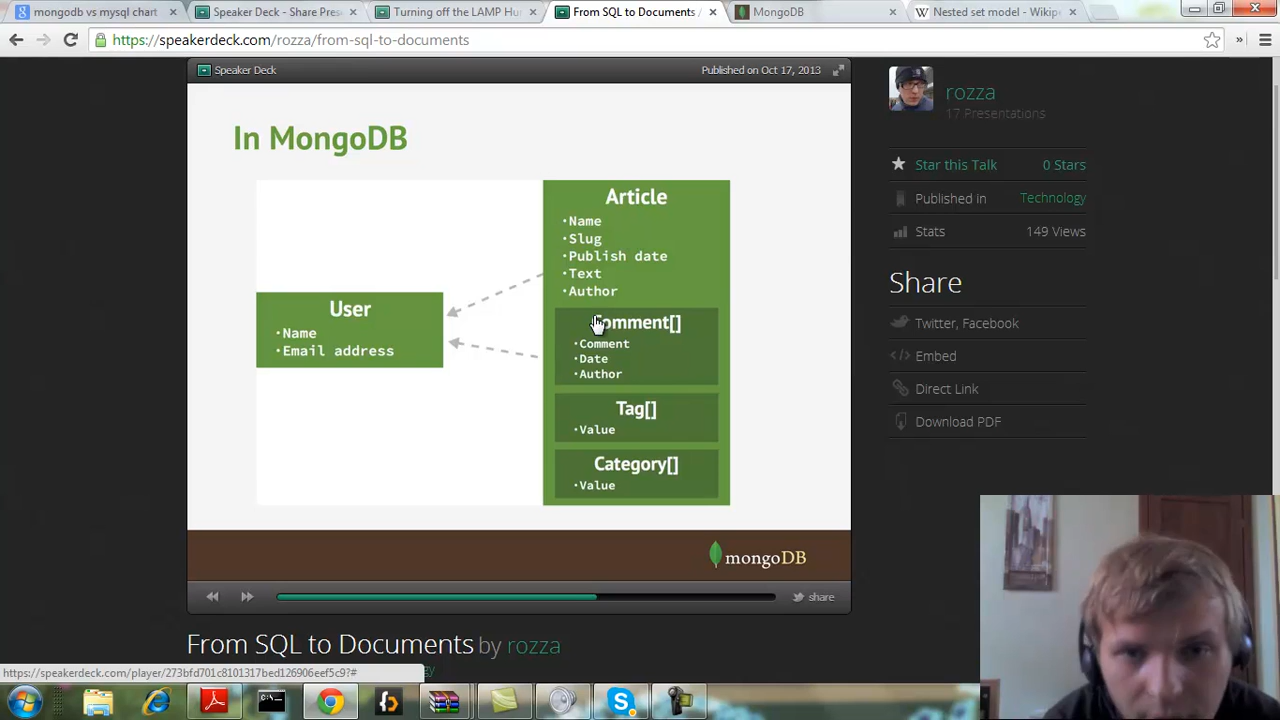 mongodb vs mysql chart
Speaker Deck - Share Pres
Turning off the LAMP Hu
From SQL to Documents /
MongoDB
Nested set model - Wikip
https://speakerdeck.com/rozza/from-sql-to-documents
Speaker Deck
Published on Oct 17, 2013
In MongoDB
Article
·Name
·Slug
·Publish date
·Text
·Author
User
·Name
·Email address
Comment[]
·Comment
·Date
·Author
Tag[]
·Value
Category[]
·Value
mongoDB
share
From SQL to Documents by rozza
rozza
17 Presentations
Star this Talk 0 Stars
Published in Technology
Stats 149 Views
Share
Twitter, Facebook
Embed
Direct Link
Download PDF
https://speakerdeck.com/player/273bfd701c8101317bed126906eef5c9?#